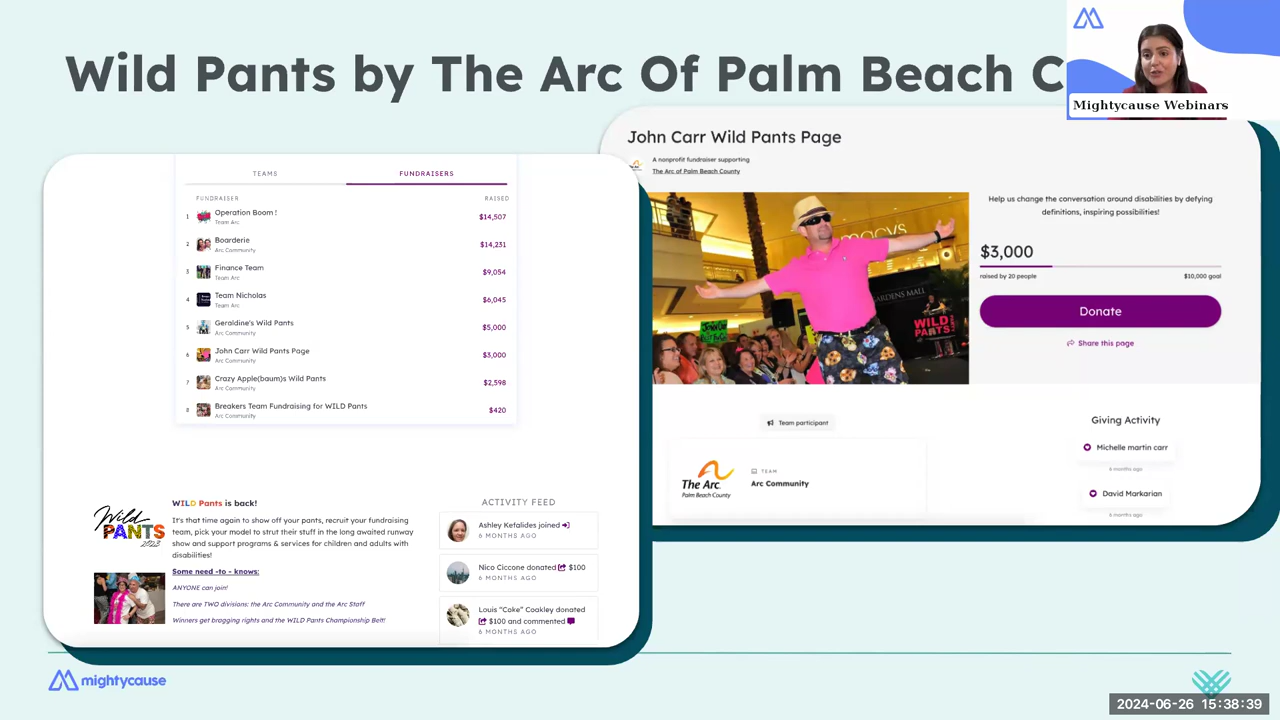 Wild Pants by The Arc Of Palm Beach C
Mightycause Webinars
TEAMS FUNDRAISERS
FUNDRAISER RAISED
1 Operation Boom ! $14,507
Team Arc
2 Boarderie $14,231
Arc Community
3 Finance Team $9,054
Team Arc
4 Team Nicholas $6,045
Team Arc
5 Geraldine's Wild Pants $5,000
Arc Community
6 John Carr Wild Pants Page $3,000
Arc Community
7 Crazy Apple(baum)s Wild Pants $2,598
Arc Community
8 Breakers Team Fundraising for WILD Pants $420
Arc Community
Wild
PANTS
2023
WILD Pants is back!
It's that time again to show off your pants, recruit your fundraising
team, pick your model to strut their stuff in the long awaited runway
show and support programs & services for children and adults with
disabilities!
Some need -to - knows:
ANYONE can join!
There are TWO divisions: the Arc Community and the Arc Staff
Winners get bragging rights and the WILD Pants Championship Belt!
ACTIVITY FEED
Ashley Kefalides joined
6 MONTHS AGO
Nico Ciccone donated $100
6 MONTHS AGO
Louis "Coke" Coakley donated
$100 and commented
6 MONTHS AGO
John Carr Wild Pants Page
A nonprofit fundraiser supporting
The Arc of Palm Beach County
macys
GARDENS MALL
WILD
PANTS
Help us change the conversation around disabilities by defying
definitions, inspiring possibilities!
$3,000
raised by 20 people $10,000 goal
Donate
Share this page
Team participant
The Arc.
Palm Beach County
TEAM
Arc Community
Giving Activity
Michelle martin carr
6 months ago
David Markarian
6 months ago
mightycause
2024-06-26 15:38:39